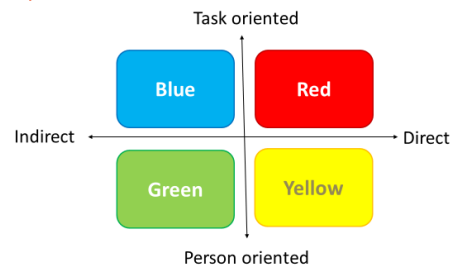 Task oriented
Blue
Red
Indirect
Direct
Green
Yellow
Person oriented